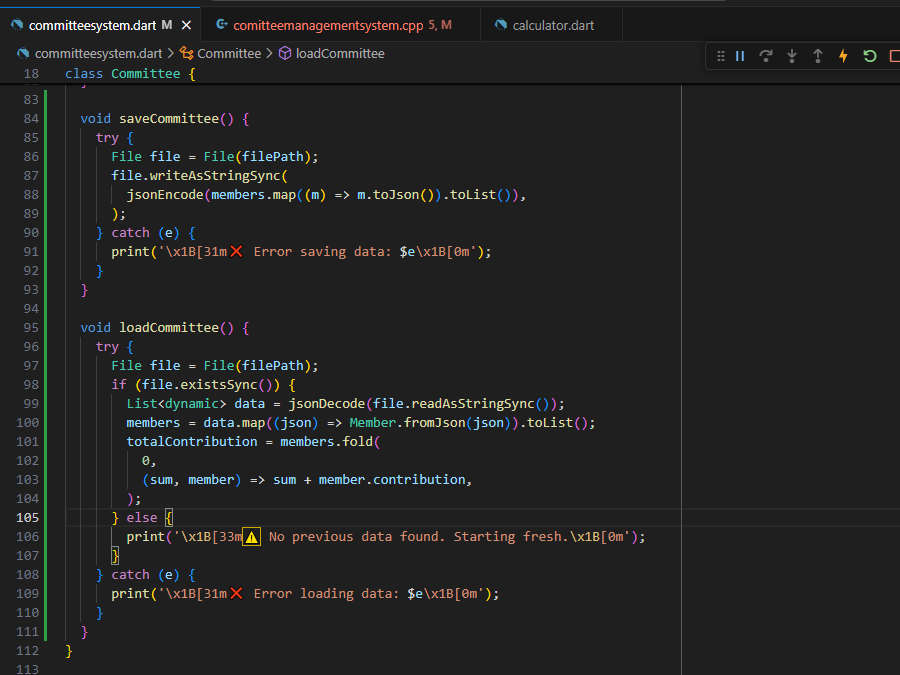 committeesystem.dart M ×
comitteemanagementsystem.cpp 5, M
calculator.dart
committeesystem.dart > Committee > loadCommittee
18 class Committee {
83
84 void saveCommittee() {
85 try {
86 File file = File(filePath);
87 file.writeAsStringSync(
88 jsonEncode(members.map((m) => m.toJson()).toList()),
89 );
90 } catch (e) {
91 print('\x1B[31m❌ Error saving data: $e\x1B[0m');
92 }
93 }
94
95 void loadCommittee() {
96 try {
97 File file = File(filePath);
98 if (file.existsSync()) {
99 List<dynamic> data = jsonDecode(file.readAsStringSync());
100 members = data.map((json) => Member.fromJson(json)).toList();
101 totalContribution = members.fold(
102 0,
103 (sum, member) => sum + member.contribution,
104 );
105 } else {
106 print('\x1B[33m⚠ No previous data found. Starting fresh.\x1B[0m');
107 }
108 } catch (e) {
109 print('\x1B[31m❌ Error loading data: $e\x1B[0m');
110 }
111 }
112 }
113